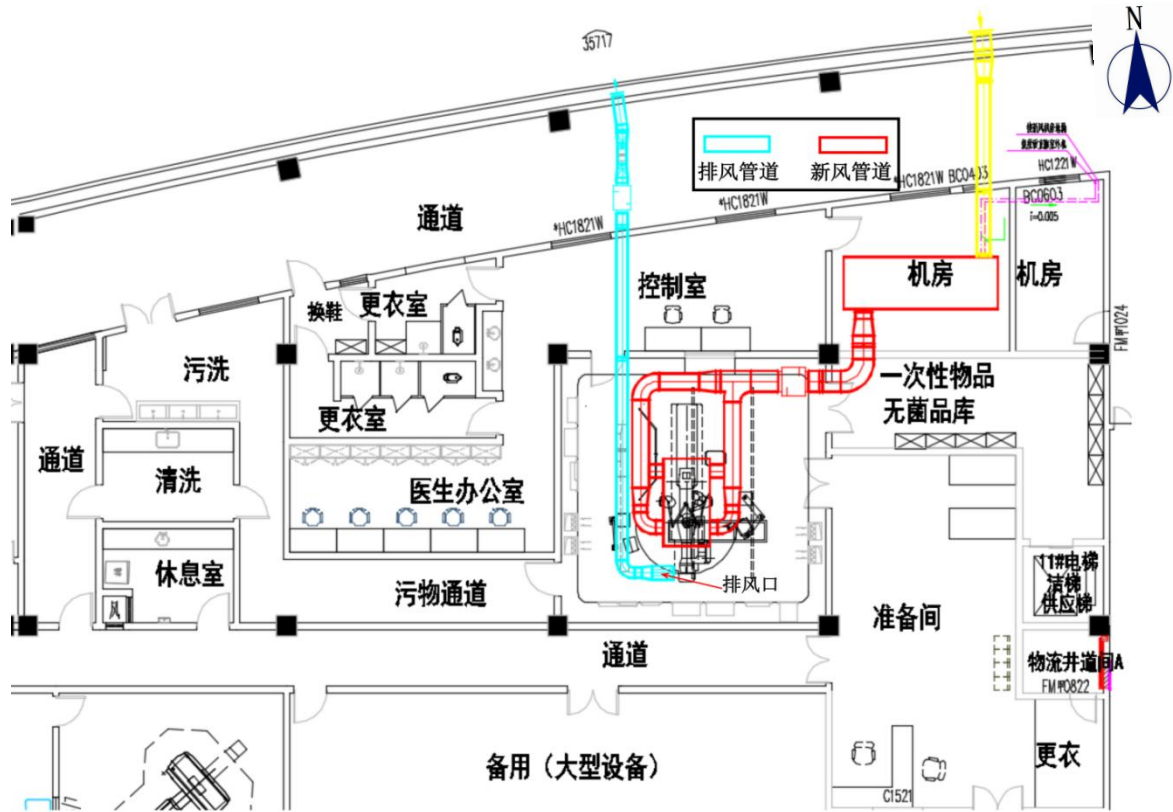 N
35717
排风管道
新风管道
*HC1821W BC0403
HC1221W
*HC1821W
BC0603
i=0.005
通道
*HC1821W
机房
机房
控制室
换鞋
更衣室
FM甲1024
污洗
一次性物品
无菌品库
更衣室
通道
清洗
医生办公室
11#电梯
洁梯
供应梯
休息室
排风口
污物通道
风
准备间
通道
物流井道间A
FM甲0822
备用（大型设备）
更衣
C1521